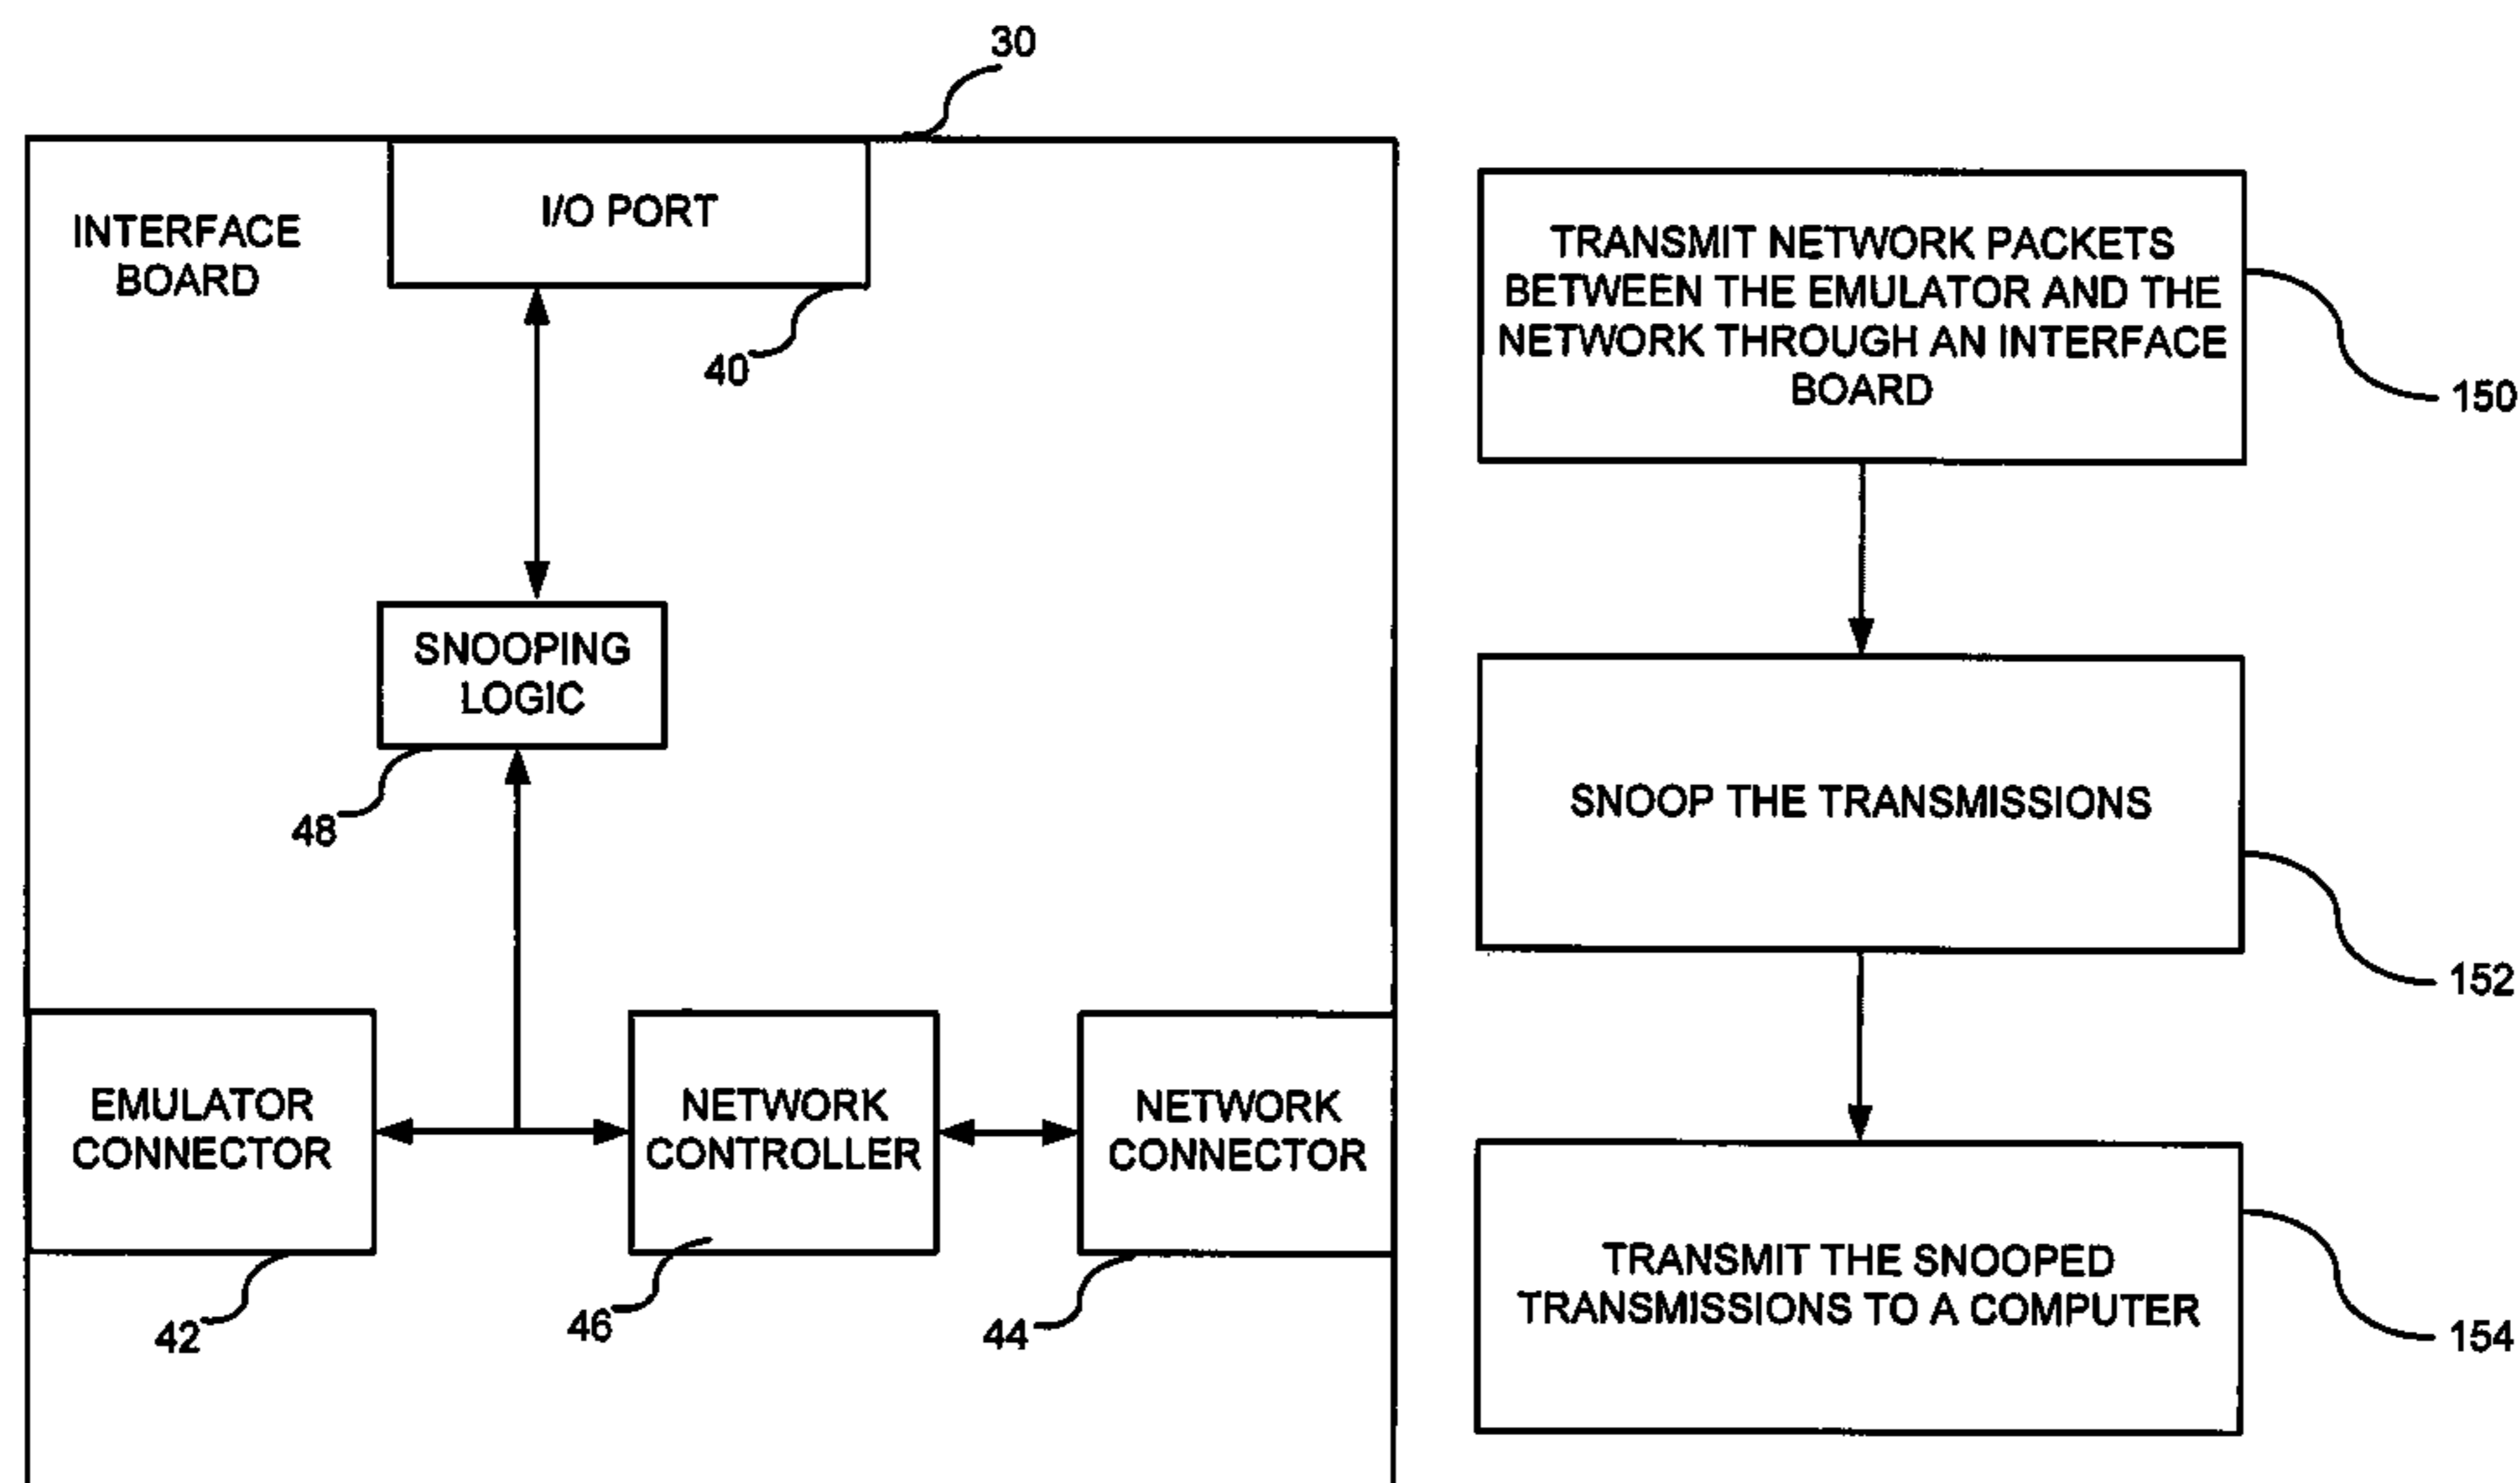 30
INTERFACE
BOARD
I/O PORT
40
SNOOPING
LOGIC
48
EMULATOR
CONNECTOR
42
NETWORK
CONTROLLER
46
NETWORK
CONNECTOR
44
TRANSMIT NETWORK PACKETS
BETWEEN THE EMULATOR AND THE
NETWORK THROUGH AN INTERFACE
BOARD
150
SNOOP THE TRANSMISSIONS
152
TRANSMIT THE SNOOPED
TRANSMISSIONS TO A COMPUTER
154